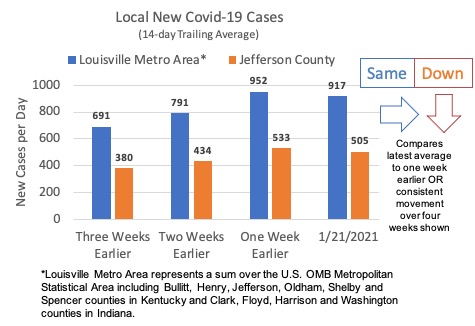 Local New Covid-19 Cases
(14-day Trailing Average)
Louisville Metro Area* Jefferson County
Same Down
New Cases per Day
1000
800
600
400
200
0
691 380
791 434
952 533
917 505
Three Weeks
Earlier
Two Weeks
Earlier
One Week
Earlier
1/21/2021
Compares
latest average
to one week
earlier OR
consistent
movement
over four
weeks shown
*Louisville Metro Area represents a sum over the U.S. OMB Metropolitan
Statistical Area including Bullitt, Henry, Jefferson, Oldham, Shelby and
Spencer counties in Kentucky and Clark, Floyd, Harrison and Washington
counties in Indiana.